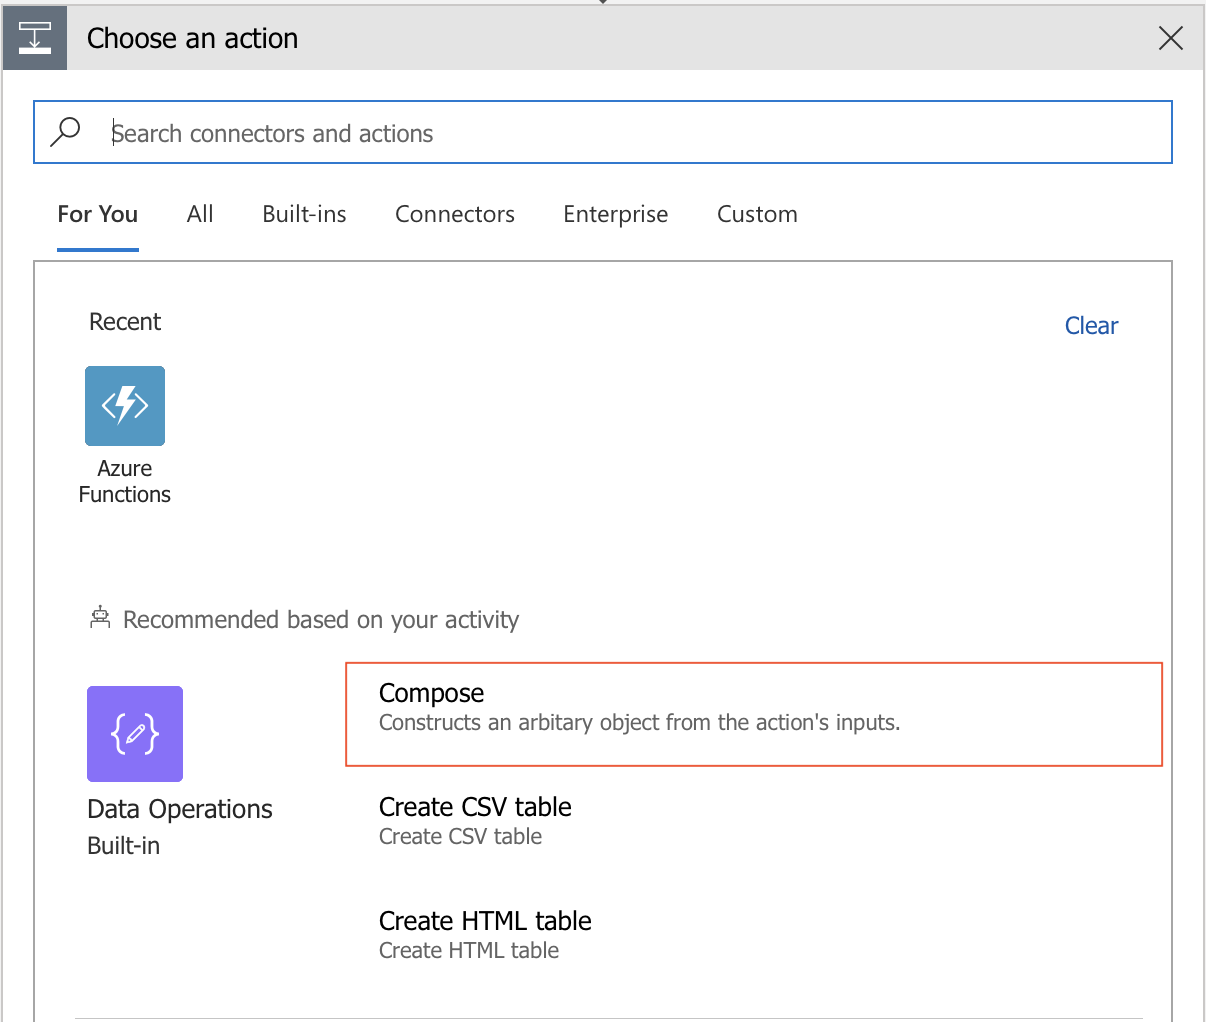 Choose an action
Search connectors and actions
For You All Built-ins Connectors Enterprise Custom
Recent
Clear
Azure
Functions
Recommended based on your activity
Data Operations
Built-in
Compose
Constructs an arbitary object from the action's inputs.
Create CSV table
Create CSV table
Create HTML table
Create HTML table